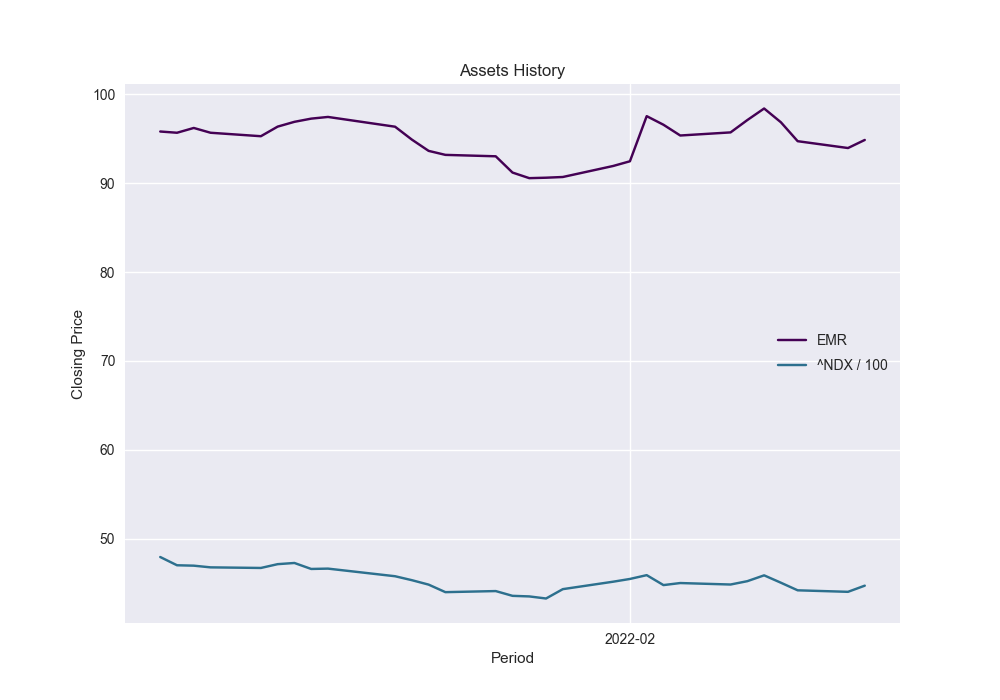 Assets History
100
90
80
70
60
50
Closing Price
EMR
^NDX / 100
2022-02
Period